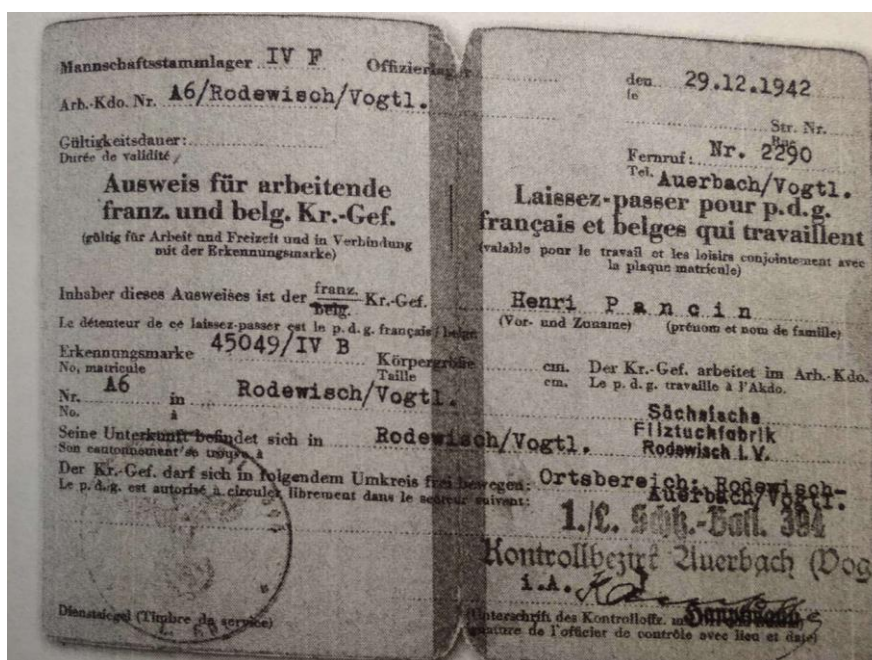 Mannschaftsstammlager IV F Offizierlager
Arb.-Kdo. Nr. A6/Rodewisch/Vogtl.
Gültigkeitsdauer:
Durée de validité
Ausweis für arbeitende
franz. und belg. Kr.-Gef.
(gültig für Arbeit und Freizeit und in Verbindung
mit der Erkennungsmarke)
Inhaber dieses Ausweises ist der franz. Kr.-Gef.
belg.
Le détenteur de ce laissez-passer est le p. d. g. français/belge
Erkennungsmarke 45049/IV B Körpergröße cm.
No. matricule Taille cm.
Nr. A6 in Rodewisch/Vogtl.
No. à
Seine Unterkunft befindet sich in Rodewisch/Vogtl.
Son cantonnement se trouve à
Der Kr.-Gef. darf sich in folgendem Umkreis frei bewegen: Ortsbereich: Rodewisch-
Le p. d. g. est autorisé à circuler librement dans le secteur suivant: Auerbach/Vogtl.
Dienstsiegel (Timbre de service)
den 29.12.1942
le
Str. Nr.
Rue
Fernruf: Nr. 2290
Tel. Auerbach/Vogtl.
Laissez-passer pour p.d.g.
français et belges qui travaillent
(valable pour le travail et les loisirs conjointement avec
la plaque matricule)
Henri Pancin
(Vor- und Zuname) (prénom et nom de famille)
Der Kr.-Gef. arbeitet im Arb.-Kdo.
Le p. d. g. travaille à l'Akdo.
Sächsische
Filztuchfabrik
Rodewisch i. V.
1./L. Schtz.-Batl. 394
Kontrollbezirk Auerbach (Vog
i.A.
Hauptmann
(Unterschrift des Kontrolloffz.
signature de l'officier de contrôle avec lieu et date)